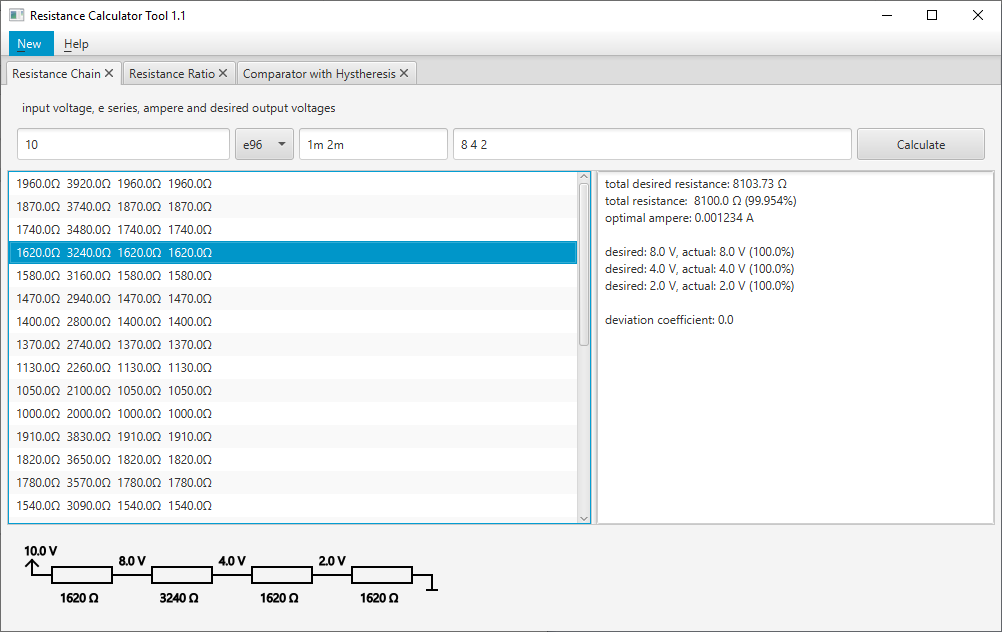 Resistance Calculator Tool 1.1
New Help
Resistance Chain Resistance Ratio Comparator with Hystheresis
input voltage, e series, ampere and desired output voltages
10 e96 1m 2m 8 4 2 Calculate
1960.0Ω 3920.0Ω 1960.0Ω 1960.0Ω
1870.0Ω 3740.0Ω 1870.0Ω 1870.0Ω
1740.0Ω 3480.0Ω 1740.0Ω 1740.0Ω
1620.0Ω 3240.0Ω 1620.0Ω 1620.0Ω
1580.0Ω 3160.0Ω 1580.0Ω 1580.0Ω
1470.0Ω 2940.0Ω 1470.0Ω 1470.0Ω
1400.0Ω 2800.0Ω 1400.0Ω 1400.0Ω
1370.0Ω 2740.0Ω 1370.0Ω 1370.0Ω
1130.0Ω 2260.0Ω 1130.0Ω 1130.0Ω
1050.0Ω 2100.0Ω 1050.0Ω 1050.0Ω
1000.0Ω 2000.0Ω 1000.0Ω 1000.0Ω
1910.0Ω 3830.0Ω 1910.0Ω 1910.0Ω
1820.0Ω 3650.0Ω 1820.0Ω 1820.0Ω
1780.0Ω 3570.0Ω 1780.0Ω 1780.0Ω
1540.0Ω 3090.0Ω 1540.0Ω 1540.0Ω
total desired resistance: 8103.73 Ω
total resistance: 8100.0 Ω (99.954%)
optimal ampere: 0.001234 A
desired: 8.0 V, actual: 8.0 V (100.0%)
desired: 4.0 V, actual: 4.0 V (100.0%)
desired: 2.0 V, actual: 2.0 V (100.0%)
deviation coefficient: 0.0
10.0 V
8.0 V 4.0 V 2.0 V
1620 Ω 3240 Ω 1620 Ω 1620 Ω